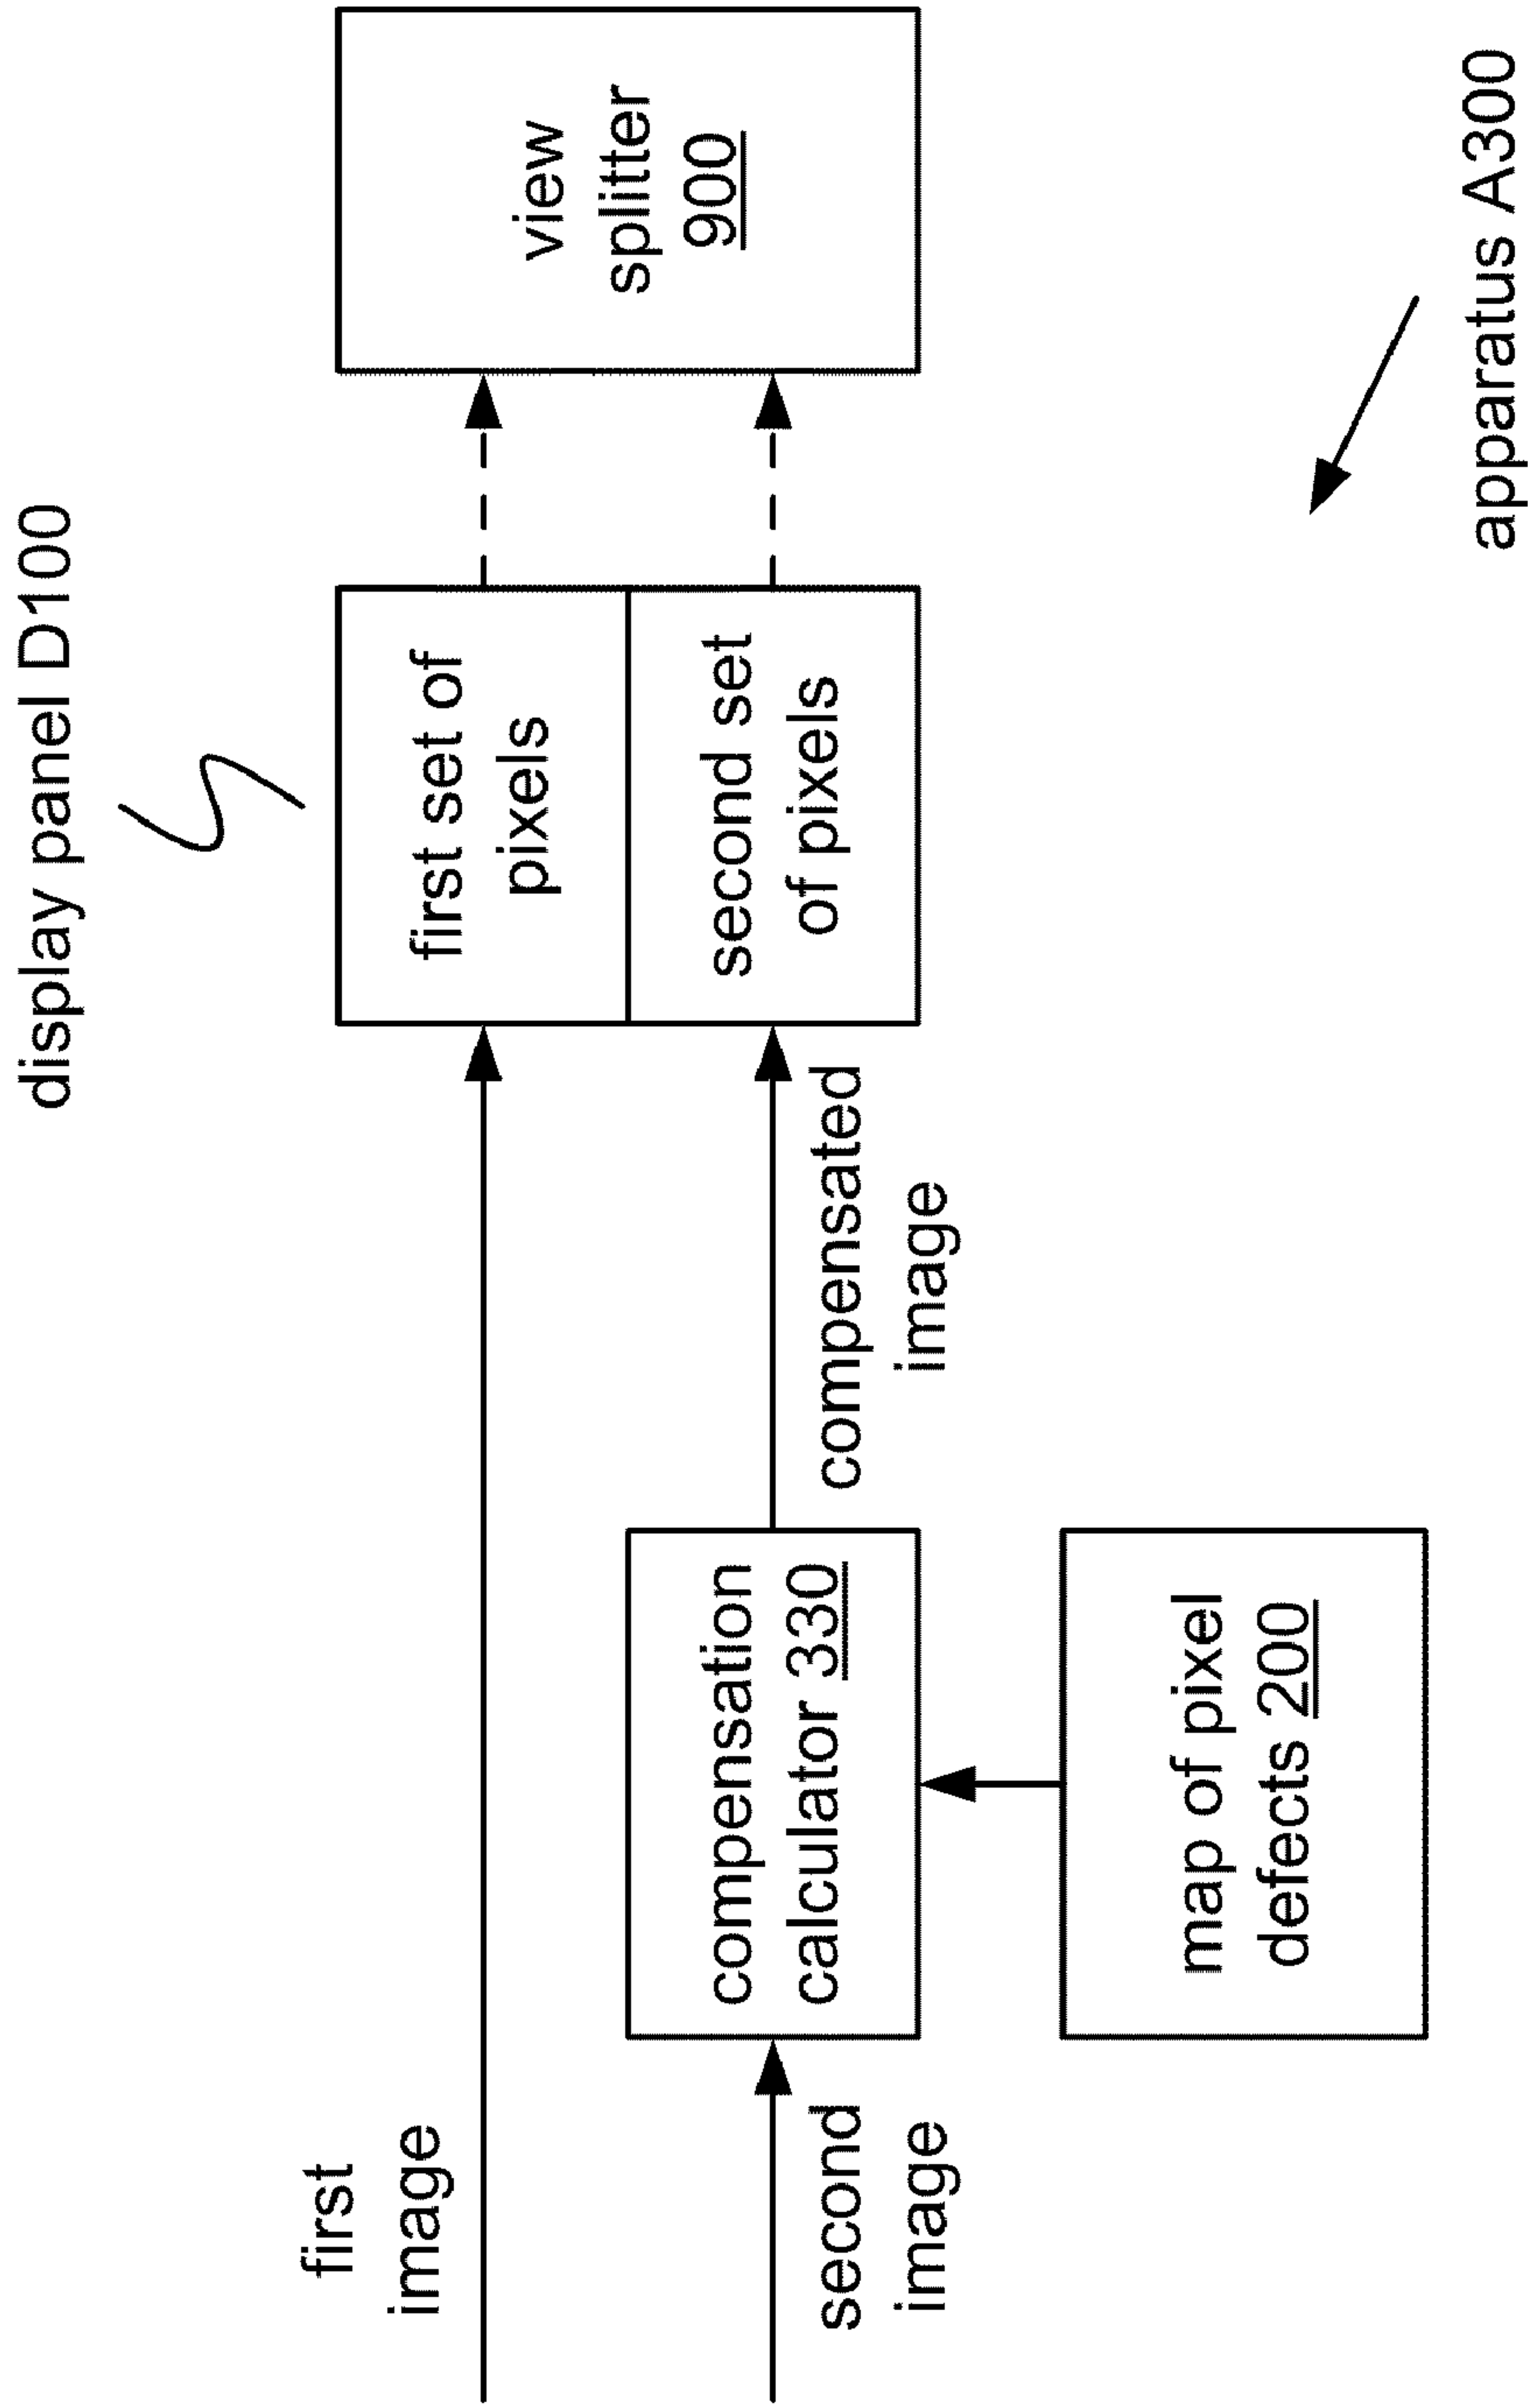 display panel D100
first
image
first set of
pixels
view
splitter
900
second
image
compensation
calculator 330
compensated
image
second set
of pixels
map of pixel
defects 200
apparatus A300